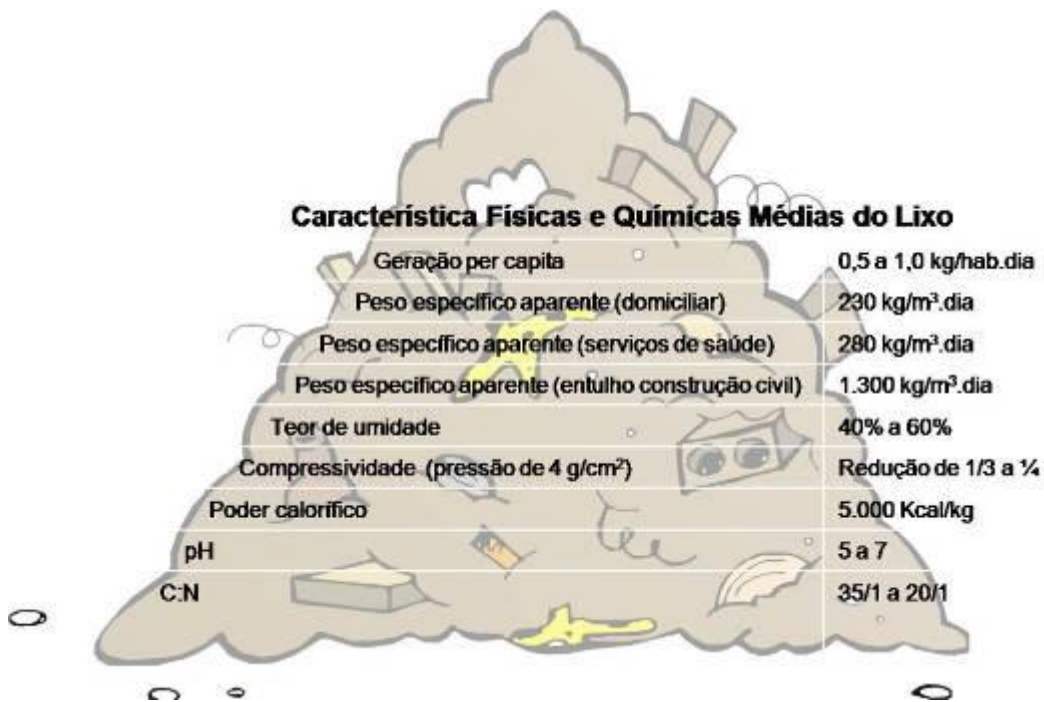 Característica Físicas e Químicas Médias do Lixo
Geração per capita 0,5 a 1,0 kg/hab.dia
Peso específico aparente (domiciliar) 230 kg/m³.dia
Peso específico aparente (serviços de saúde) 280 kg/m³.dia
Peso especifico aparente (entulho construção civil) 1.300 kg/m³.dia
Teor de umidade 40% a 60%
Compressividade (pressão de 4 g/cm²) Redução de 1/3 a ¼
Poder calorífico 5.000 Kcal/kg
pH 5 a 7
C:N 35/1 a 20/1